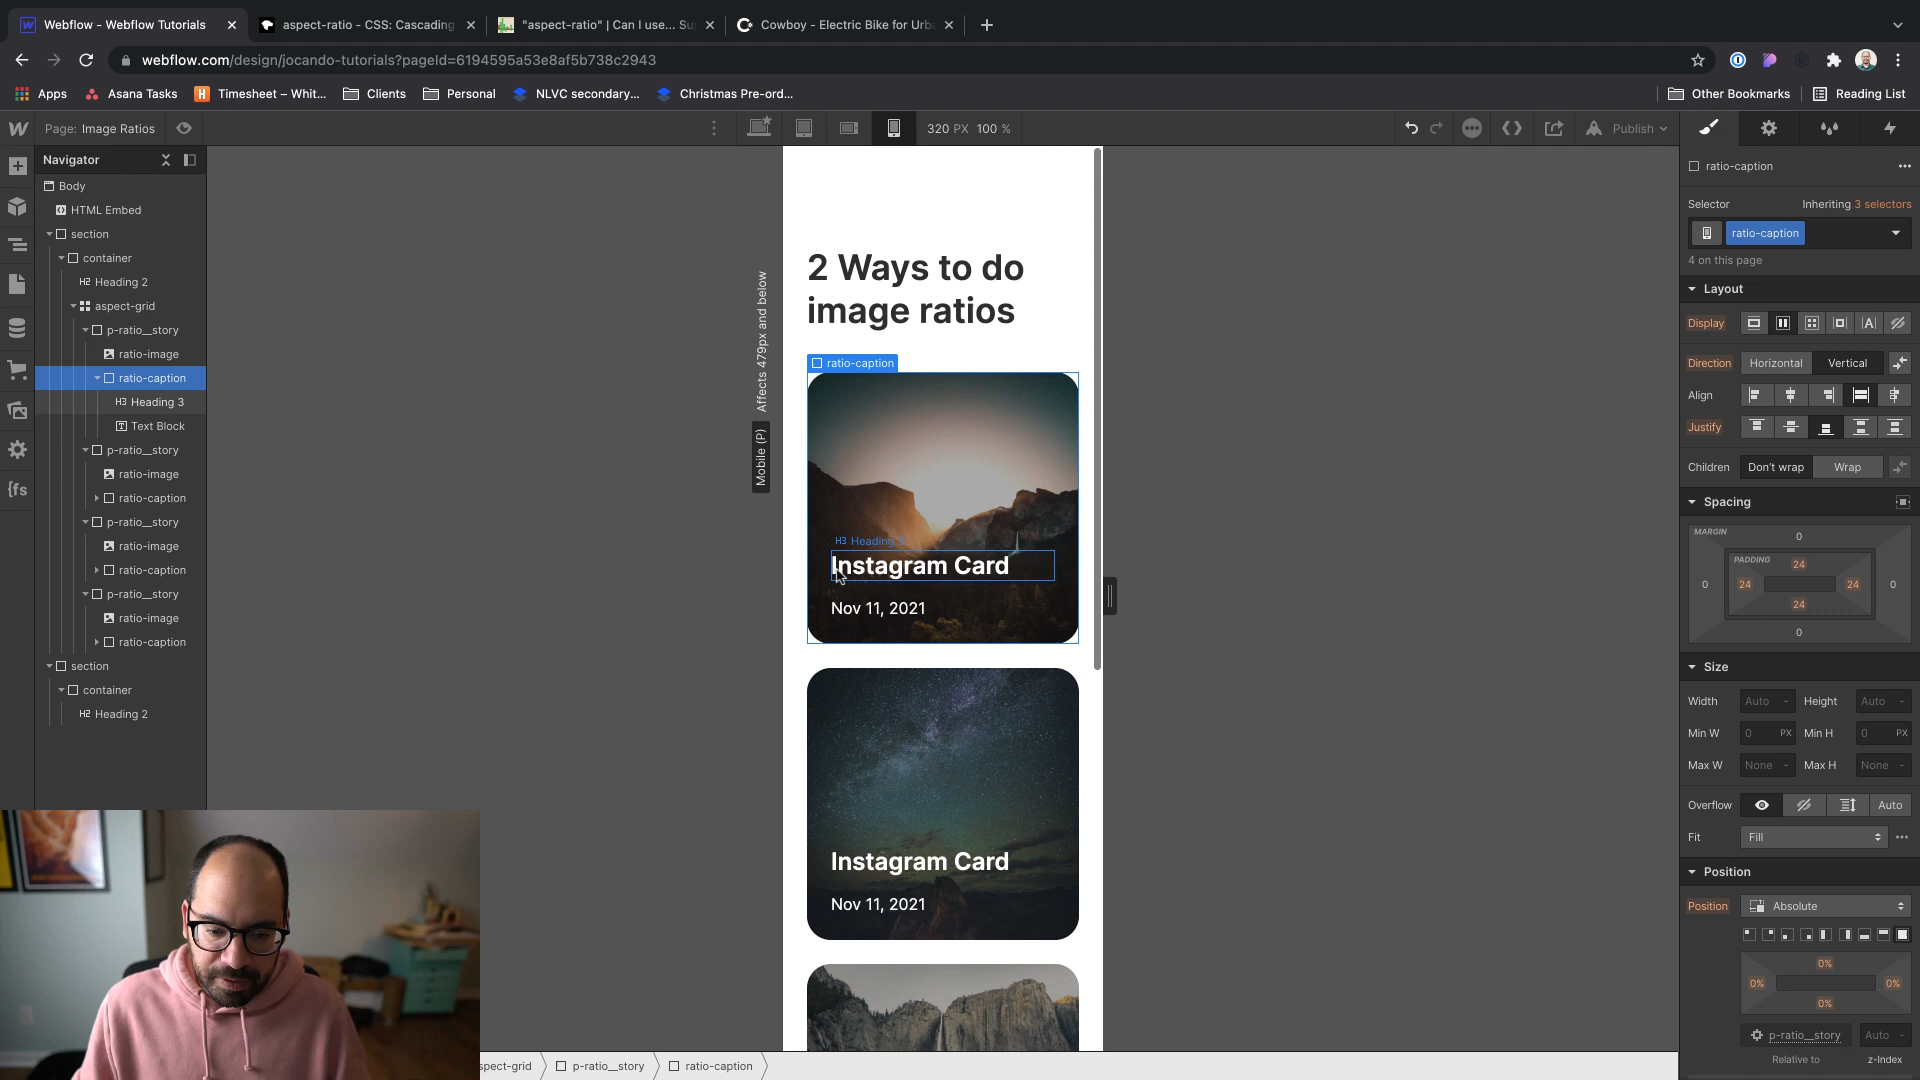 Webflow - Webflow Tutorials
aspect-ratio - CSS: Cascading
"aspect-ratio" | Can I use... Su
Cowboy - Electric Bike for Urb
webflow.com/design/jocando-tutorials?pageId=6194595a53e8af5b738c2943
Apps
Asana Tasks
Timesheet – Whit...
Clients
Personal
NLVC secondary...
Christmas Pre-ord...
Other Bookmarks
Reading List
Page: Image Ratios
320 PX 100 %
Publish
Navigator
Body
HTML Embed
section
container
H2 Heading 2
aspect-grid
p-ratio__story
ratio-image
ratio-caption
H3 Heading 3
Text Block
p-ratio__story
ratio-image
ratio-caption
p-ratio__story
ratio-image
ratio-caption
p-ratio__story
ratio-image
ratio-caption
section
container
H2 Heading 2
Affects 479px and below
Mobile (P)
2 Ways to do
image ratios
ratio-caption
H3 Heading
Instagram Card
Nov 11, 2021
Instagram Card
Nov 11, 2021
spect-grid
p-ratio__story
ratio-caption
ratio-caption
Selector
Inheriting 3 selectors
ratio-caption
4 on this page
Layout
Display
Direction
Horizontal
Vertical
Align
Justify
Children
Don't wrap
Wrap
Spacing
MARGIN
0
PADDING
24
0
24
24
0
24
0
Size
Width
Auto -
Height
Auto -
Min W
0 PX
Min H
0 PX
Max W
None -
Max H
None -
Overflow
Auto
Fit
Fill
Position
Position
Absolute
0%
0%
0%
0%
p-ratio__story
Auto -
Relative to
z-Index